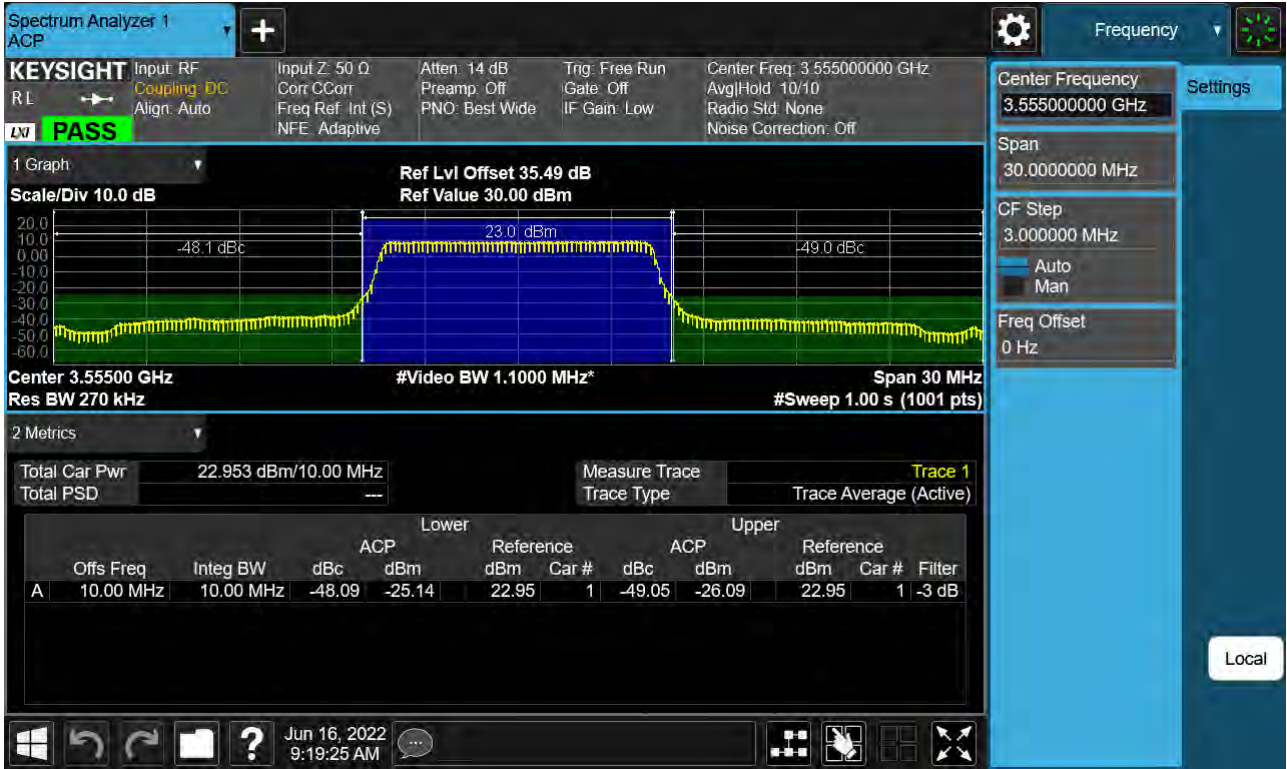 Spectrum Analyzer 1
ACP
Frequency
KEYSIGHT Input: RF Input Z: 50 Ω Atten: 14 dB Trig: Free Run Center Freq: 3.555000000 GHz
RL Coupling: DC Corr CCorr Preamp: Off Gate: Off Avg|Hold: 10/10
Align: Auto Freq Ref: Int (S) PNO: Best Wide IF Gain: Low Radio Std: None
LXI PASS NFE: Adaptive Noise Correction: Off
Center Frequency
3.555000000 GHz
Settings
Span
30.0000000 MHz
CF Step
3.000000 MHz
Auto
Man
Freq Offset
0 Hz
Local
1 Graph
Ref Lvl Offset 35.49 dB
Scale/Div 10.0 dB Ref Value 30.00 dBm
20.0
10.0
0.00
-10.0
-20.0
-30.0
-40.0
-50.0
-60.0
-48.1 dBc 23.0 dBm -49.0 dBc
Center 3.55500 GHz #Video BW 1.1000 MHz* Span 30 MHz
Res BW 270 kHz #Sweep 1.00 s (1001 pts)
2 Metrics
Total Car Pwr 22.953 dBm/10.00 MHz Measure Trace Trace 1
Total PSD --- Trace Type Trace Average (Active)
Lower Upper
ACP Reference ACP Reference
Offs Freq Integ BW dBc dBm dBm Car # dBc dBm dBm Car # Filter
A 10.00 MHz 10.00 MHz -48.09 -25.14 22.95 1 -49.05 -26.09 22.95 1 -3 dB
Jun 16, 2022
9:19:25 AM